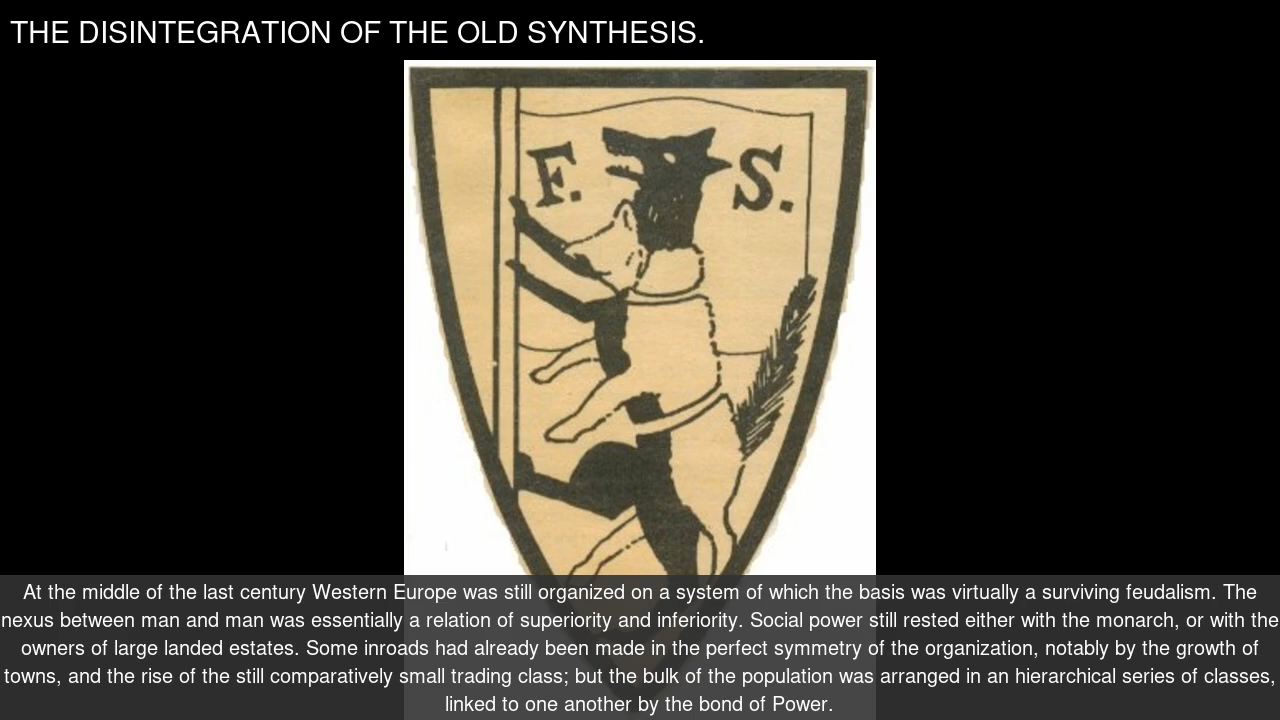 THE DISINTEGRATION OF THE OLD SYNTHESIS.
F. S.
At the middle of the last century Western Europe was still organized on a system of which the basis was virtually a surviving feudalism. The
nexus between man and man was essentially a relation of superiority and inferiority. Social power still rested either with the monarch, or with the
owners of large landed estates. Some inroads had already been made in the perfect symmetry of the organization, notably by the growth of
towns, and the rise of the still comparatively small trading class; but the bulk of the population was arranged in an hierarchical series of classes,
linked to one another by the bond of Power.